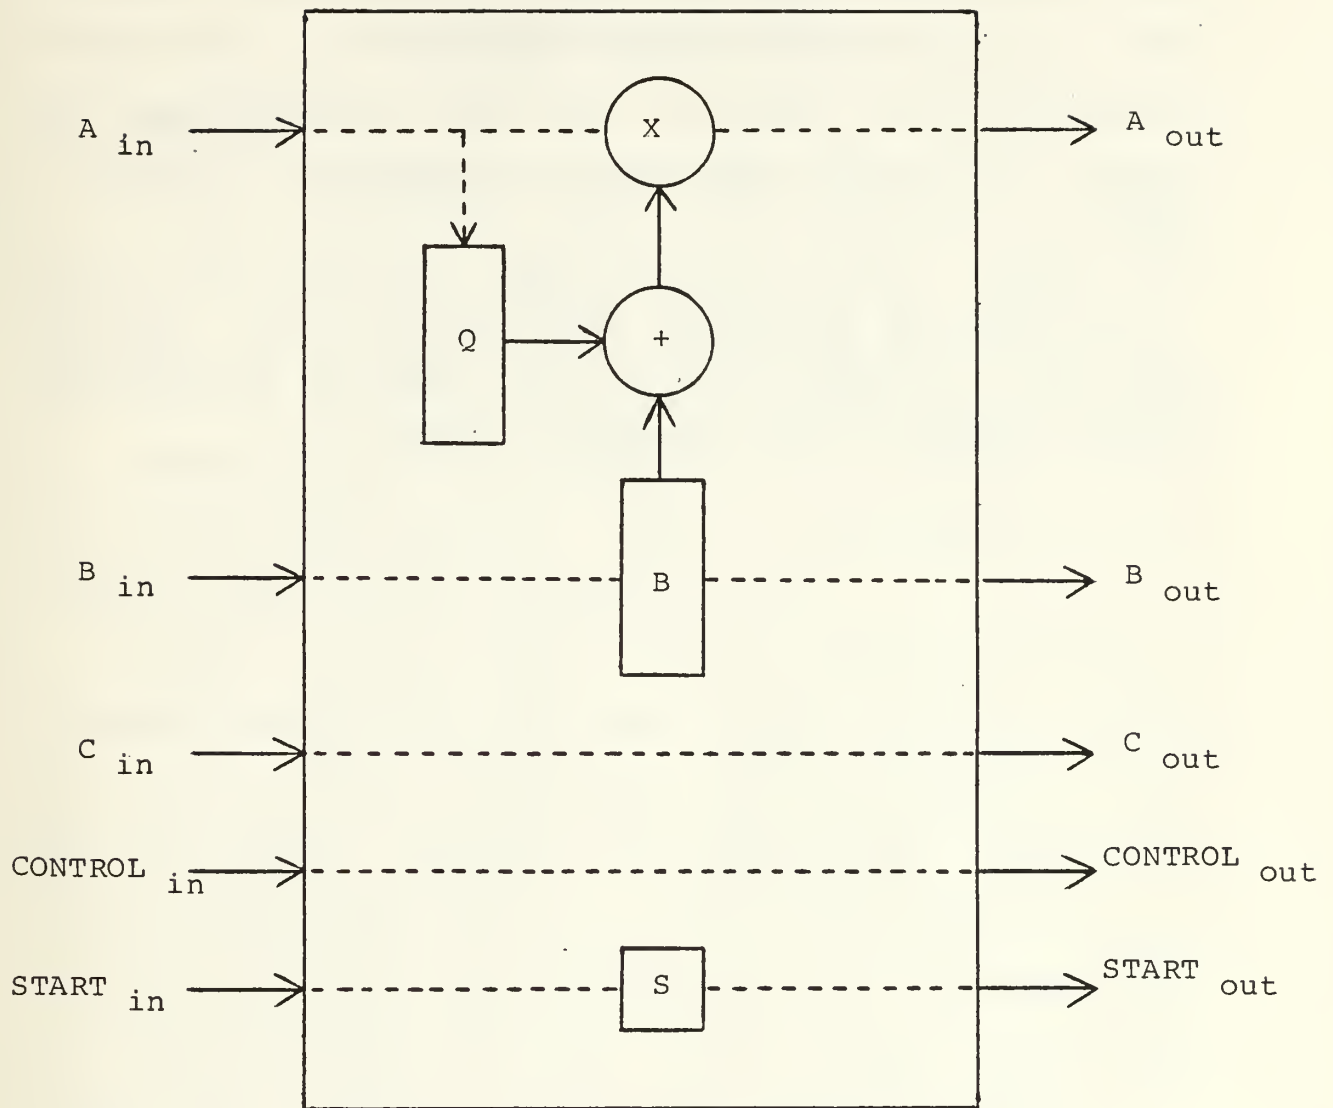 A in
X
A out
Q
+
B in
B
B out
C in
C out
CONTROL in
CONTROL out
START in
S
START out